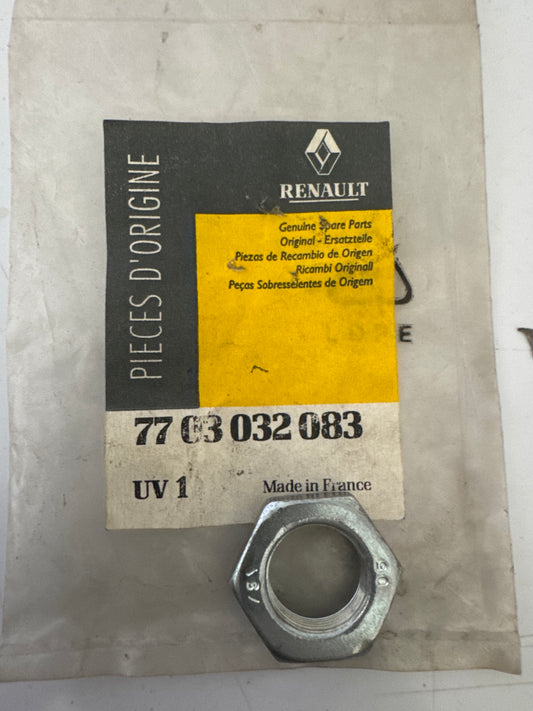 PIECES D'ORIGINE
RENAULT
Genuine Spare Parts
Original - Ersatzteile
Piezas de Recambio de Origen
Ricambi Originali
Peças Sobresselentes de Origem
LDPE
77 03 032 083
UV 1
Made in France